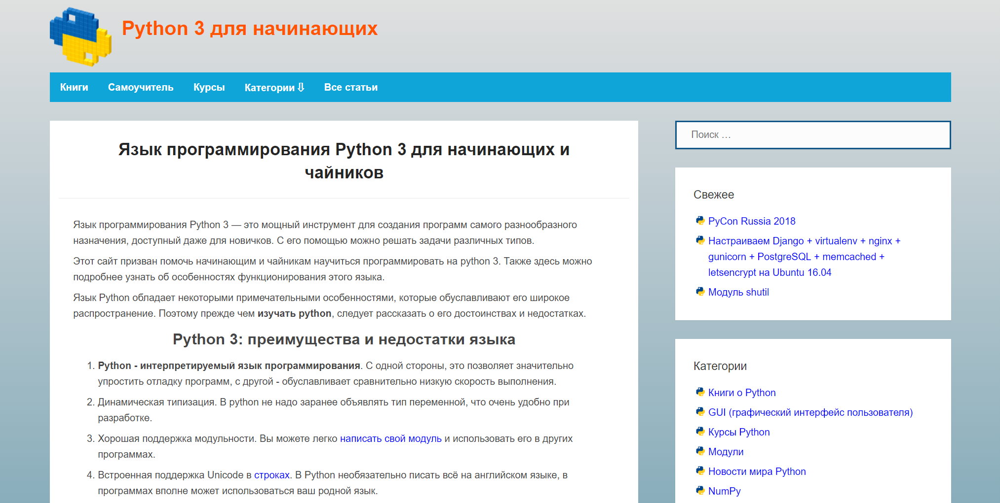 Python 3 для начинающих
Книги Самоучитель Курсы Категории ⇩ Все статьи
Язык программирования Python 3 для начинающих и
чайников
Язык программирования Python 3 — это мощный инструмент для создания программ самого разнообразного
назначения, доступный даже для новичков. С его помощью можно решать задачи различных типов.
Этот сайт призван помочь начинающим и чайникам научиться программировать на python 3. Также здесь можно
подробнее узнать об особенностях функционирования этого языка.
Язык Python обладает некоторыми примечательными особенностями, которые обуславливают его широкое
распространение. Поэтому прежде чем изучать python, следует рассказать о его достоинствах и недостатках.
Python 3: преимущества и недостатки языка
1. Python - интерпретируемый язык программирования. С одной стороны, это позволяет значительно
упростить отладку программ, с другой - обуславливает сравнительно низкую скорость выполнения.
2. Динамическая типизация. В python не надо заранее объявлять тип переменной, что очень удобно при
разработке.
3. Хорошая поддержка модульности. Вы можете легко написать свой модуль и использовать его в других
программах.
4. Встроенная поддержка Unicode в строках. В Python необязательно писать всё на английском языке, в
программах вполне может использоваться ваш родной язык.
Поиск …
Свежее
PyCon Russia 2018
Настраиваем Django + virtualenv + nginx +
gunicorn + PostgreSQL + memcached +
letsencrypt на Ubuntu 16.04
Модуль shutil
Категории
Книги о Python
GUI (графический интерфейс пользователя)
Курсы Python
Модули
Новости мира Python
NumPy